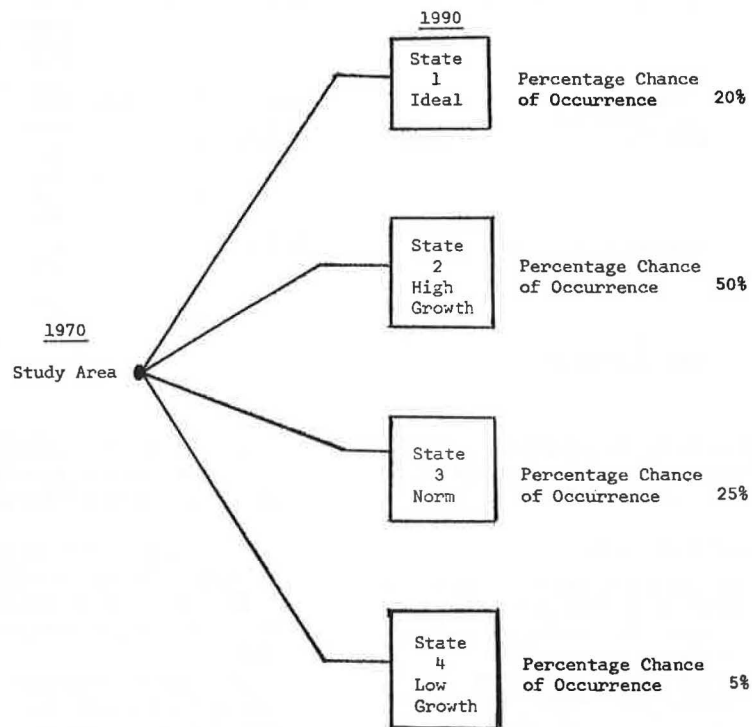 1990
State
1
Ideal
Percentage Chance
of Occurrence 20%
State
2
High
Growth
Percentage Chance
of Occurrence 50%
1970
Study Area
State
3
Norm
Percentage Chance
of Occurrence 25%
State
4
Low
Growth
Percentage Chance
of Occurrence 5%